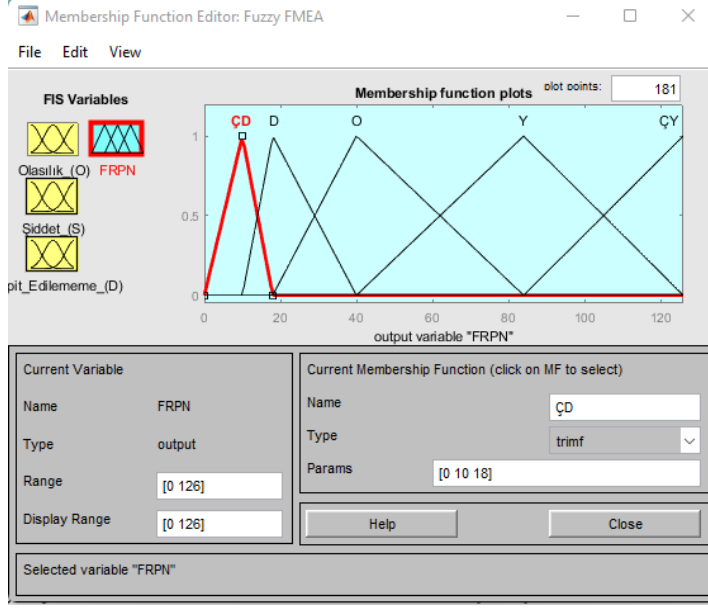 Membership Function Editor: Fuzzy FMEA
File Edit View
FIS Variables
Olasılık_(O) FRPN
Şiddet_(S)
pit_Edilememe_(D)
Membership function plots
plot points:
181
ÇD D O Y ÇY
1
0.5
0
0 20 40 60 80 100 120
output variable "FRPN"
Current Variable
Name FRPN
Type output
Range [0 126]
Display Range [0 126]
Current Membership Function (click on MF to select)
Name ÇD
Type trimf
Params [0 10 18]
Help Close
Selected variable "FRPN"